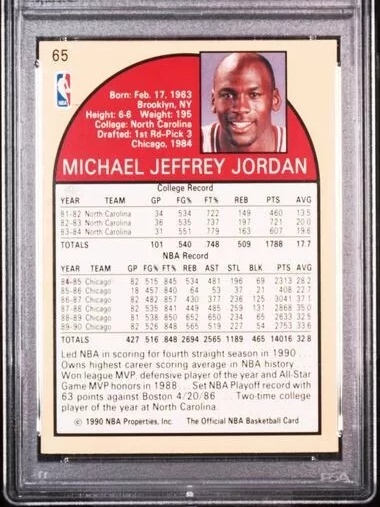 65
NBA
Born: Feb. 17, 1963
Brooklyn, NY
Height: 6-6 Weight: 195
College: North Carolina
Drafted: 1st Rd-Pick 3
Chicago, 1984
MICHAEL JEFFREY JORDAN
College Record
YEAR TEAM GP FG% FT% REB PTS AVG
81-82 North Carolina 34 534 722 149 460 13.5
82-83 North Carolina 36 535 737 197 721 20.0
83-84 North Carolina 31 551 779 163 607 19.6
TOTALS 101 540 .748 509 1788 17.7
NBA Record
YEAR TEAM GP FG% FT% REB AST STL BLK PTS AVG
84-85 Chicago 82 515 845 534 481 196 69 2313 28.2
85-86 Chicago 18 457 840 64 53 37 21 408 22.7
86-87 Chicago 82 482 857 430 377 236 125 3041 37.1
87-88 Chicago 82 535 841 449 485 259 131 2868 35.0
88-89 Chicago 81 538 850 652 650 234 65 2633 32.5
89-90 Chicago 82 526 848 565 519 227 54 2753 33.6
TOTALS 427 516 848 2694 2565 1189 465 14016 32.8
Led NBA in scoring for fourth straight season in 1990 . . .
Owns highest career scoring average in NBA history.
Won league MVP, defensive player of the year and All-Star
Game MVP honors in 1988 . . . Set NBA Playoff record with
63 points against Boston 4/20/86 . . . Two-time college
player of the year at North Carolina.
© 1990 NBA Properties, Inc. The Official NBA Basketball Card
PSA